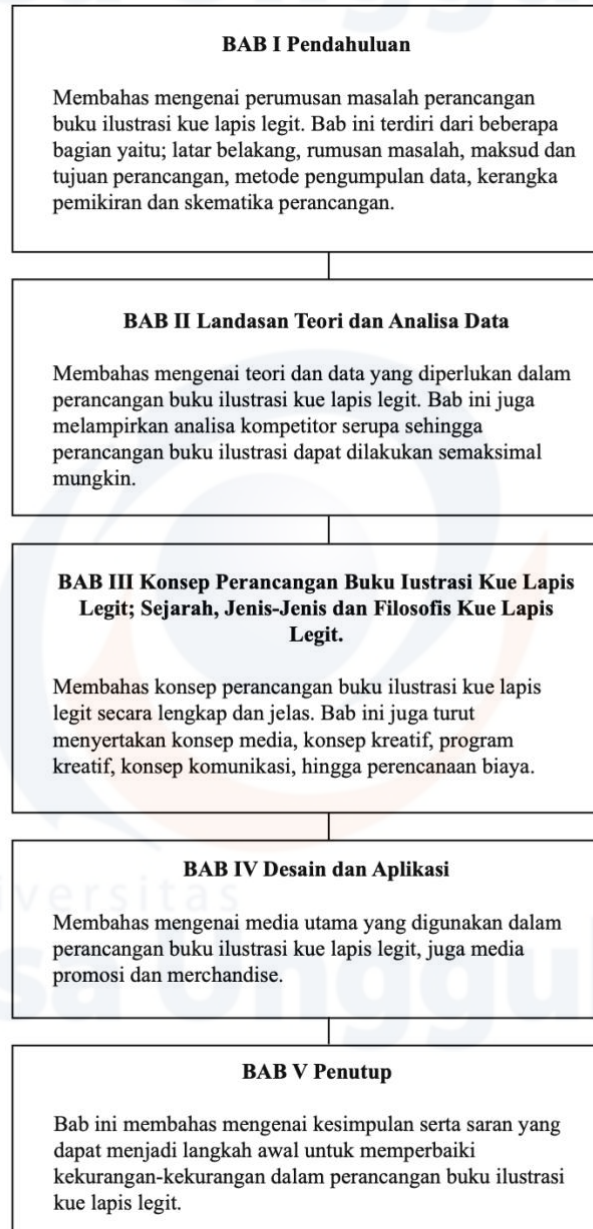 BAB I Pendahuluan
Membahas mengenai perumusan masalah perancangan
buku ilustrasi kue lapis legit. Bab ini terdiri dari beberapa
bagian yaitu; latar belakang, rumusan masalah, maksud dan
tujuan perancangan, metode pengumpulan data, kerangka
pemikiran dan skematika perancangan.
BAB II Landasan Teori dan Analisa Data
Membahas mengenai teori dan data yang diperlukan dalam
perancangan buku ilustrasi kue lapis legit. Bab ini juga
melampirkan analisa kompetitor serupa sehingga
perancangan buku ilustrasi dapat dilakukan semaksimal
mungkin.
BAB III Konsep Perancangan Buku Iustrasi Kue Lapis
Legit; Sejarah, Jenis-Jenis dan Filosofis Kue Lapis
Legit.
Membahas konsep perancangan buku ilustrasi kue lapis
legit secara lengkap dan jelas. Bab ini juga turut
menyertakan konsep media, konsep kreatif, program
kreatif, konsep komunikasi, hingga perencanaan biaya.
BAB IV Desain dan Aplikasi
Membahas mengenai media utama yang digunakan dalam
perancangan buku ilustrasi kue lapis legit, juga media
promosi dan merchandise.
BAB V Penutup
Bab ini membahas mengenai kesimpulan serta saran yang
dapat menjadi langkah awal untuk memperbaiki
kekurangan-kekurangan dalam perancangan buku ilustrasi
kue lapis legit.